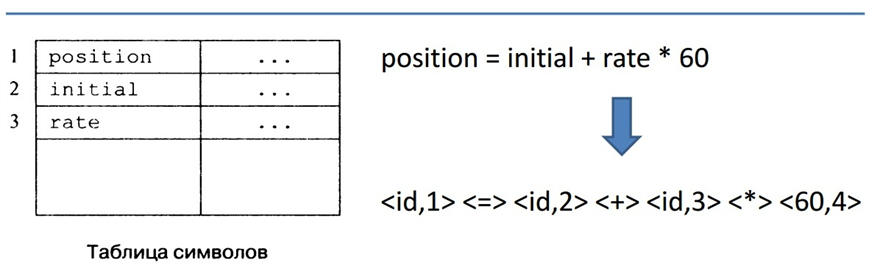 1 position ...
2 initial ...
3 rate ...
Таблица символов
position = initial + rate * 60
<id,1> <=> <id,2> <+> <id,3> <*> <60,4>